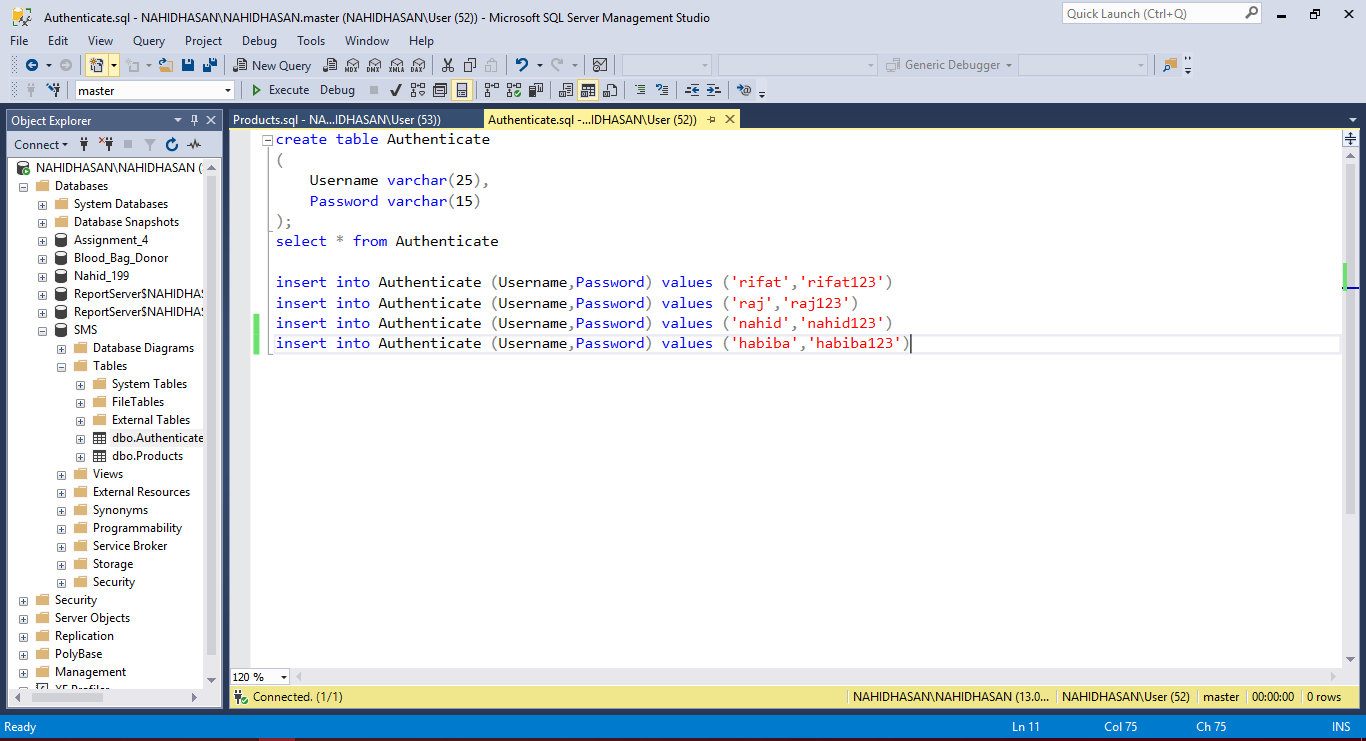 Authenticate.sql - NAHIDHASAN\NAHIDHASAN.master (NAHIDHASAN\User (52)) - Microsoft SQL Server Management Studio
Quick Launch (Ctrl+Q)
File Edit View Query Project Debug Tools Window Help
New Query MDX DMX XMLA DAX Generic Debugger
master Execute Debug
Object Explorer
Connect
NAHIDHASAN\NAHIDHASAN (
Databases
System Databases
Database Snapshots
Assignment_4
Blood_Bag_Donor
Nahid_199
ReportServer$NAHIDHAS
ReportServer$NAHIDHAS
SMS
Database Diagrams
Tables
System Tables
FileTables
External Tables
dbo.Authenticate
dbo.Products
Views
External Resources
Synonyms
Programmability
Service Broker
Storage
Security
Security
Server Objects
Replication
PolyBase
Management
Products.sql - NA...IDHASAN\User (53)) Authenticate.sql -...IDHASAN\User (52))
create table Authenticate
(
Username varchar(25),
Password varchar(15)
);
select * from Authenticate
insert into Authenticate (Username,Password) values ('rifat','rifat123')
insert into Authenticate (Username,Password) values ('raj','raj123')
insert into Authenticate (Username,Password) values ('nahid','nahid123')
insert into Authenticate (Username,Password) values ('habiba','habiba123')
120 %
Connected. (1/1) NAHIDHASAN\NAHIDHASAN (13.0... NAHIDHASAN\User (52) master 00:00:00 0 rows
Ready Ln 11 Col 75 Ch 75 INS